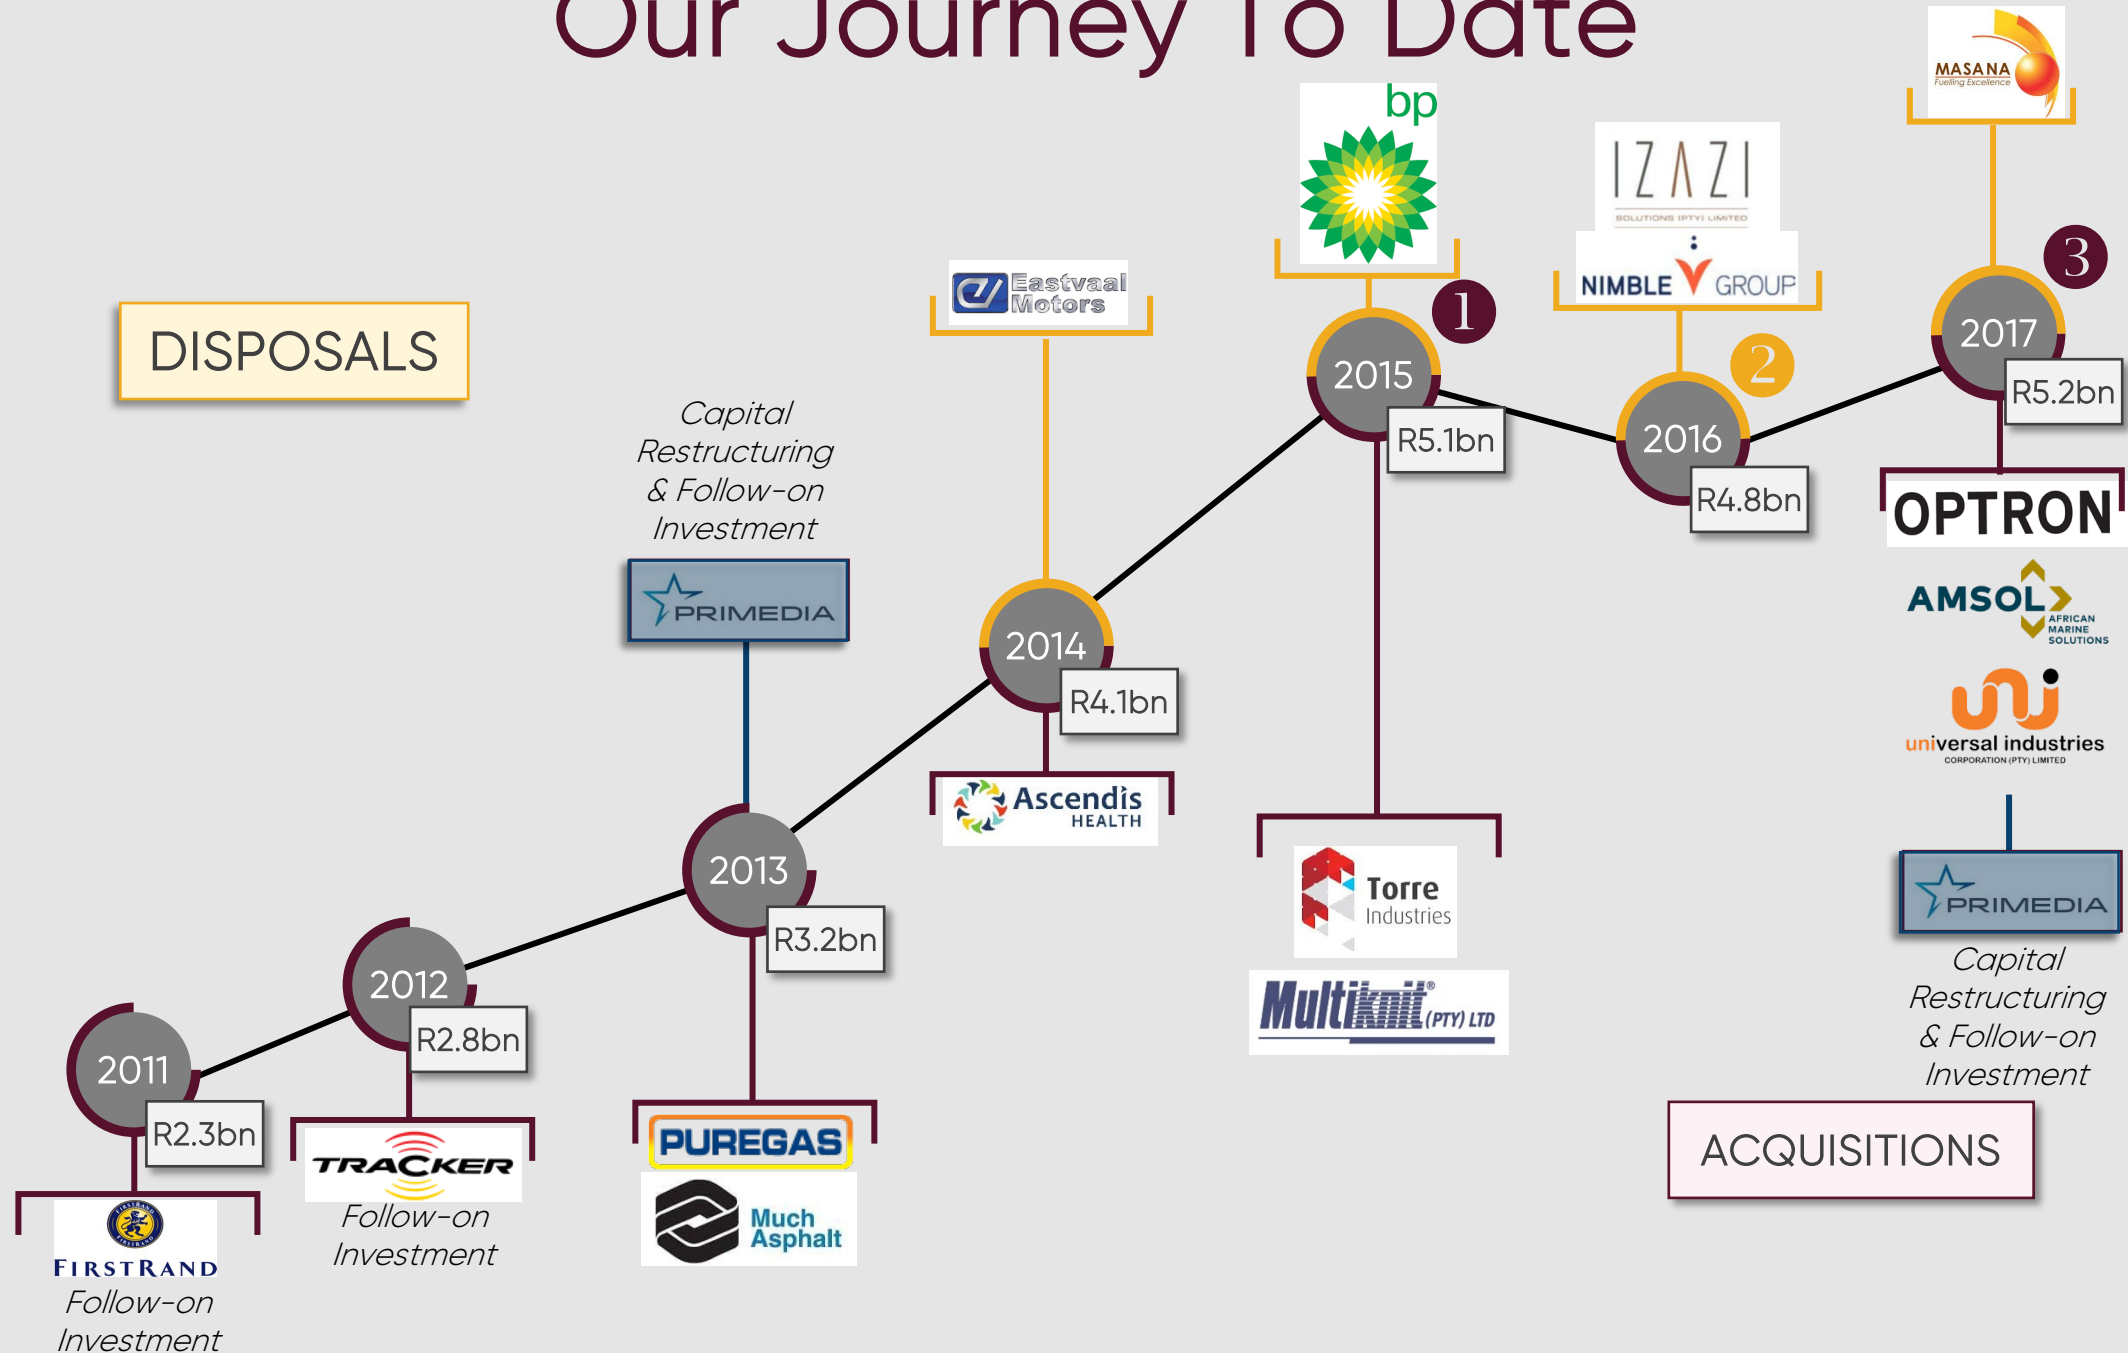 Our Journey To Date
MASANA
Fuelling Excellence
bp
IZAZI
SOLUTIONS (PTY) LIMITED
NIMBLE GROUP
Eastvaal
Motors
DISPOSALS
1
2
3
2017
R5.2bn
2015
R5.1bn
2016
R4.8bn
Capital
Restructuring
& Follow-on
Investment
PRIMEDIA
OPTRON
AMSOL
AFRICAN
MARINE
SOLUTIONS
2014
R4.1bn
uni
universal industries
CORPORATION (PTY) LIMITED
Ascendis
HEALTH
2013
R3.2bn
Torre
Industries
PRIMEDIA
Capital
Restructuring
& Follow-on
Investment
2012
R2.8bn
Multiknit® (PTY) LTD
2011
R2.3bn
TRACKER
Follow-on
Investment
PUREGAS
Much
Asphalt
ACQUISITIONS
FIRSTRAND
FIRSTRAND
FIRSTRAND
Follow-on
Investment